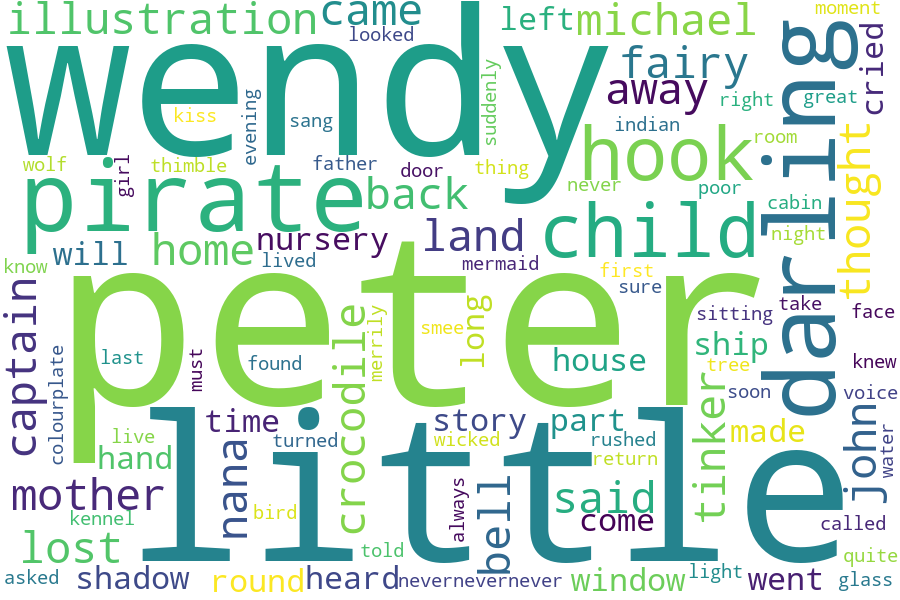 illustration
came
left
michael
moment
looked
wendy
fairy
darling
cried
suddenly
away
right
great
kiss
evening
sang
indian
room
hook
thought
wolf
thimble
father
door
thing
girl
pirate
back
never
poor
cabin
child
night
will
home
nursery
land
know
lived
mermaid
first
sure
peter
captain
crocodile
merrily
long
sitting
take
face
smee
colourplate
last
must
found
house
ship
tree
knew
tinker
soon
voice
little
time
story
part
made
john
water
live
turned
wicked
rushed
hand
nana
return
mother
bell
always
said
kennel
bird
come
called
lost
told
quite
asked
shadow
round
heard
nevernevernever
window
light
went
glass